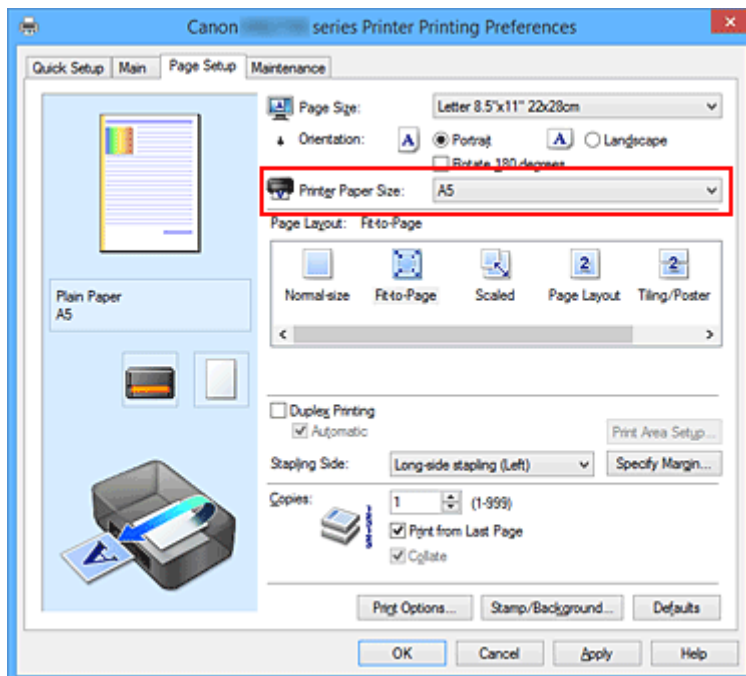 Canon series Printer Printing Preferences
Quick Setup Main Page Setup Maintenance
Page Size: Letter 8.5"x11" 22x28cm
Orientation: A Portrait A Landscape
Rotate 180 degrees
Printer Paper Size: A5
Page Layout: Fit-to-Page
Normal-size Fit-to-Page Scaled Page Layout Tiling/Poster
Plain Paper
A5
Duplex Printing
Automatic
Print Area Setup...
Stapling Side: Long-side stapling (Left) Specify Margin...
Copies: 1 (1-999)
Print from Last Page
Collate
Print Options... Stamp/Background... Defaults
OK Cancel Apply Help